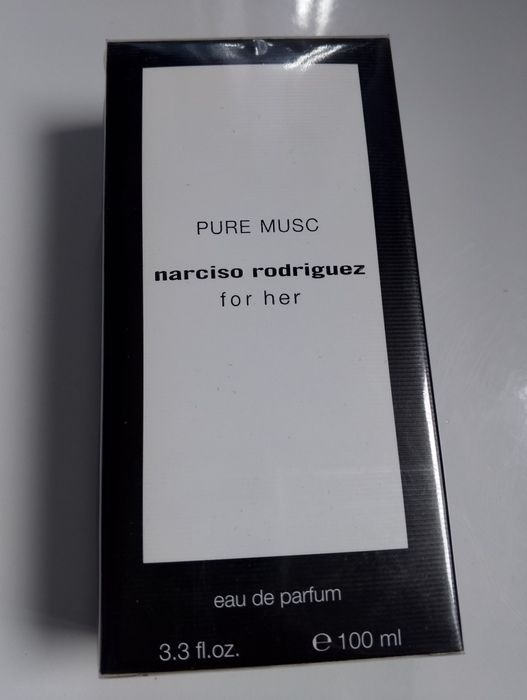 PURE MUSC
narciso rodriguez
for her
eau de parfum
3.3 fl.oz. ℮ 100 ml